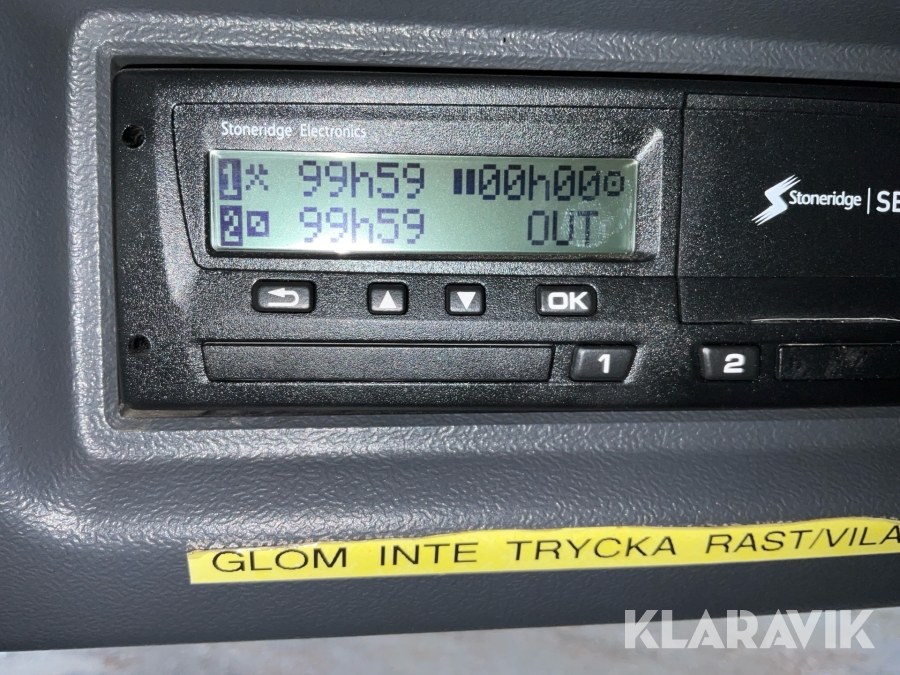 Stoneridge Electronics
1 99h59 00h00
2 99h59 OUT
Stoneridge | SE
OK
1
2
GLOM INTE TRYCKA RAST/VILA
KLARAVIK